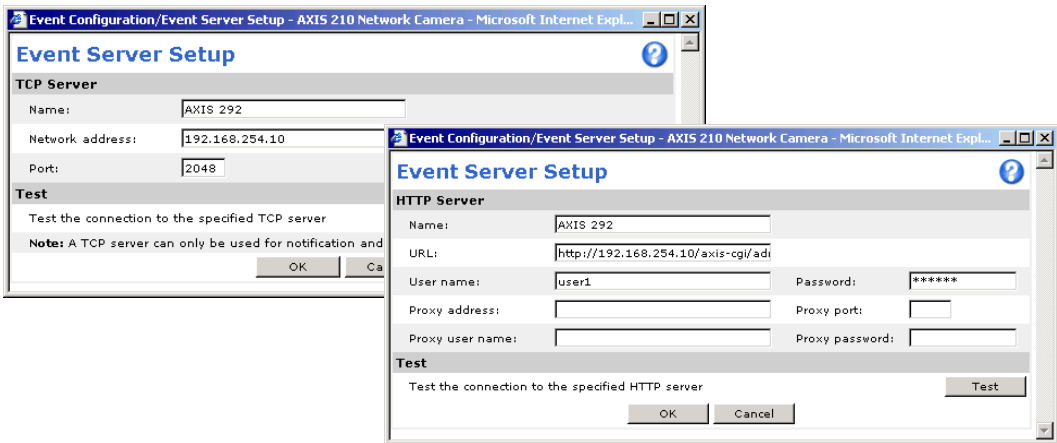 Event Configuration/Event Server Setup - AXIS 210 Network Camera - Microsoft Internet Expl...
Event Server Setup
TCP Server
Name: AXIS 292
Network address: 192.168.254.10
Port: 2048
Test
Test the connection to the specified TCP server
Note: A TCP server can only be used for notification and
OK Ca
Event Configuration/Event Server Setup - AXIS 210 Network Camera - Microsoft Internet Expl...
Event Server Setup
HTTP Server
Name: AXIS 292
URL: http://192.168.254.10/axis-cgi/adı
User name: user1 Password: ******
Proxy address: Proxy port:
Proxy user name: Proxy password:
Test
Test the connection to the specified HTTP server Test
OK Cancel